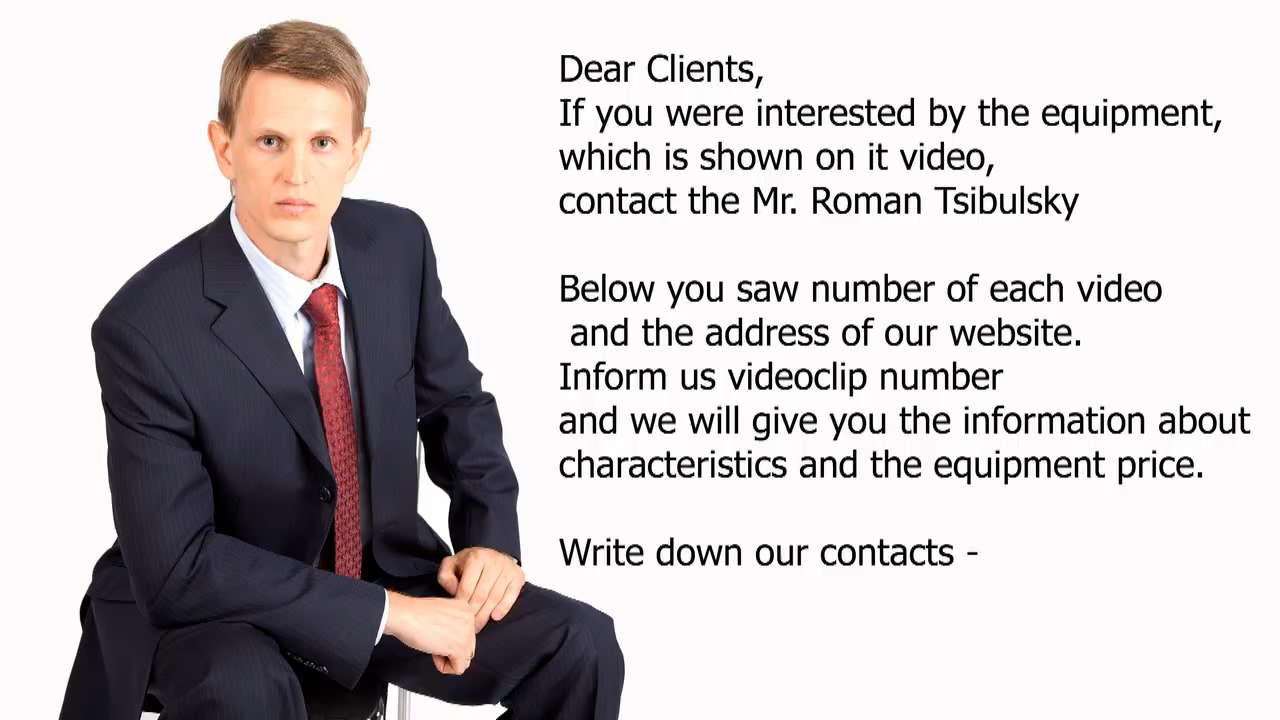 Dear Clients,
If you were interested by the equipment,
which is shown on it video,
contact the Mr. Roman Tsibulsky
Below you saw number of each video
and the address of our website.
Inform us videoclip number
and we will give you the information about
characteristics and the equipment price.
Write down our contacts -